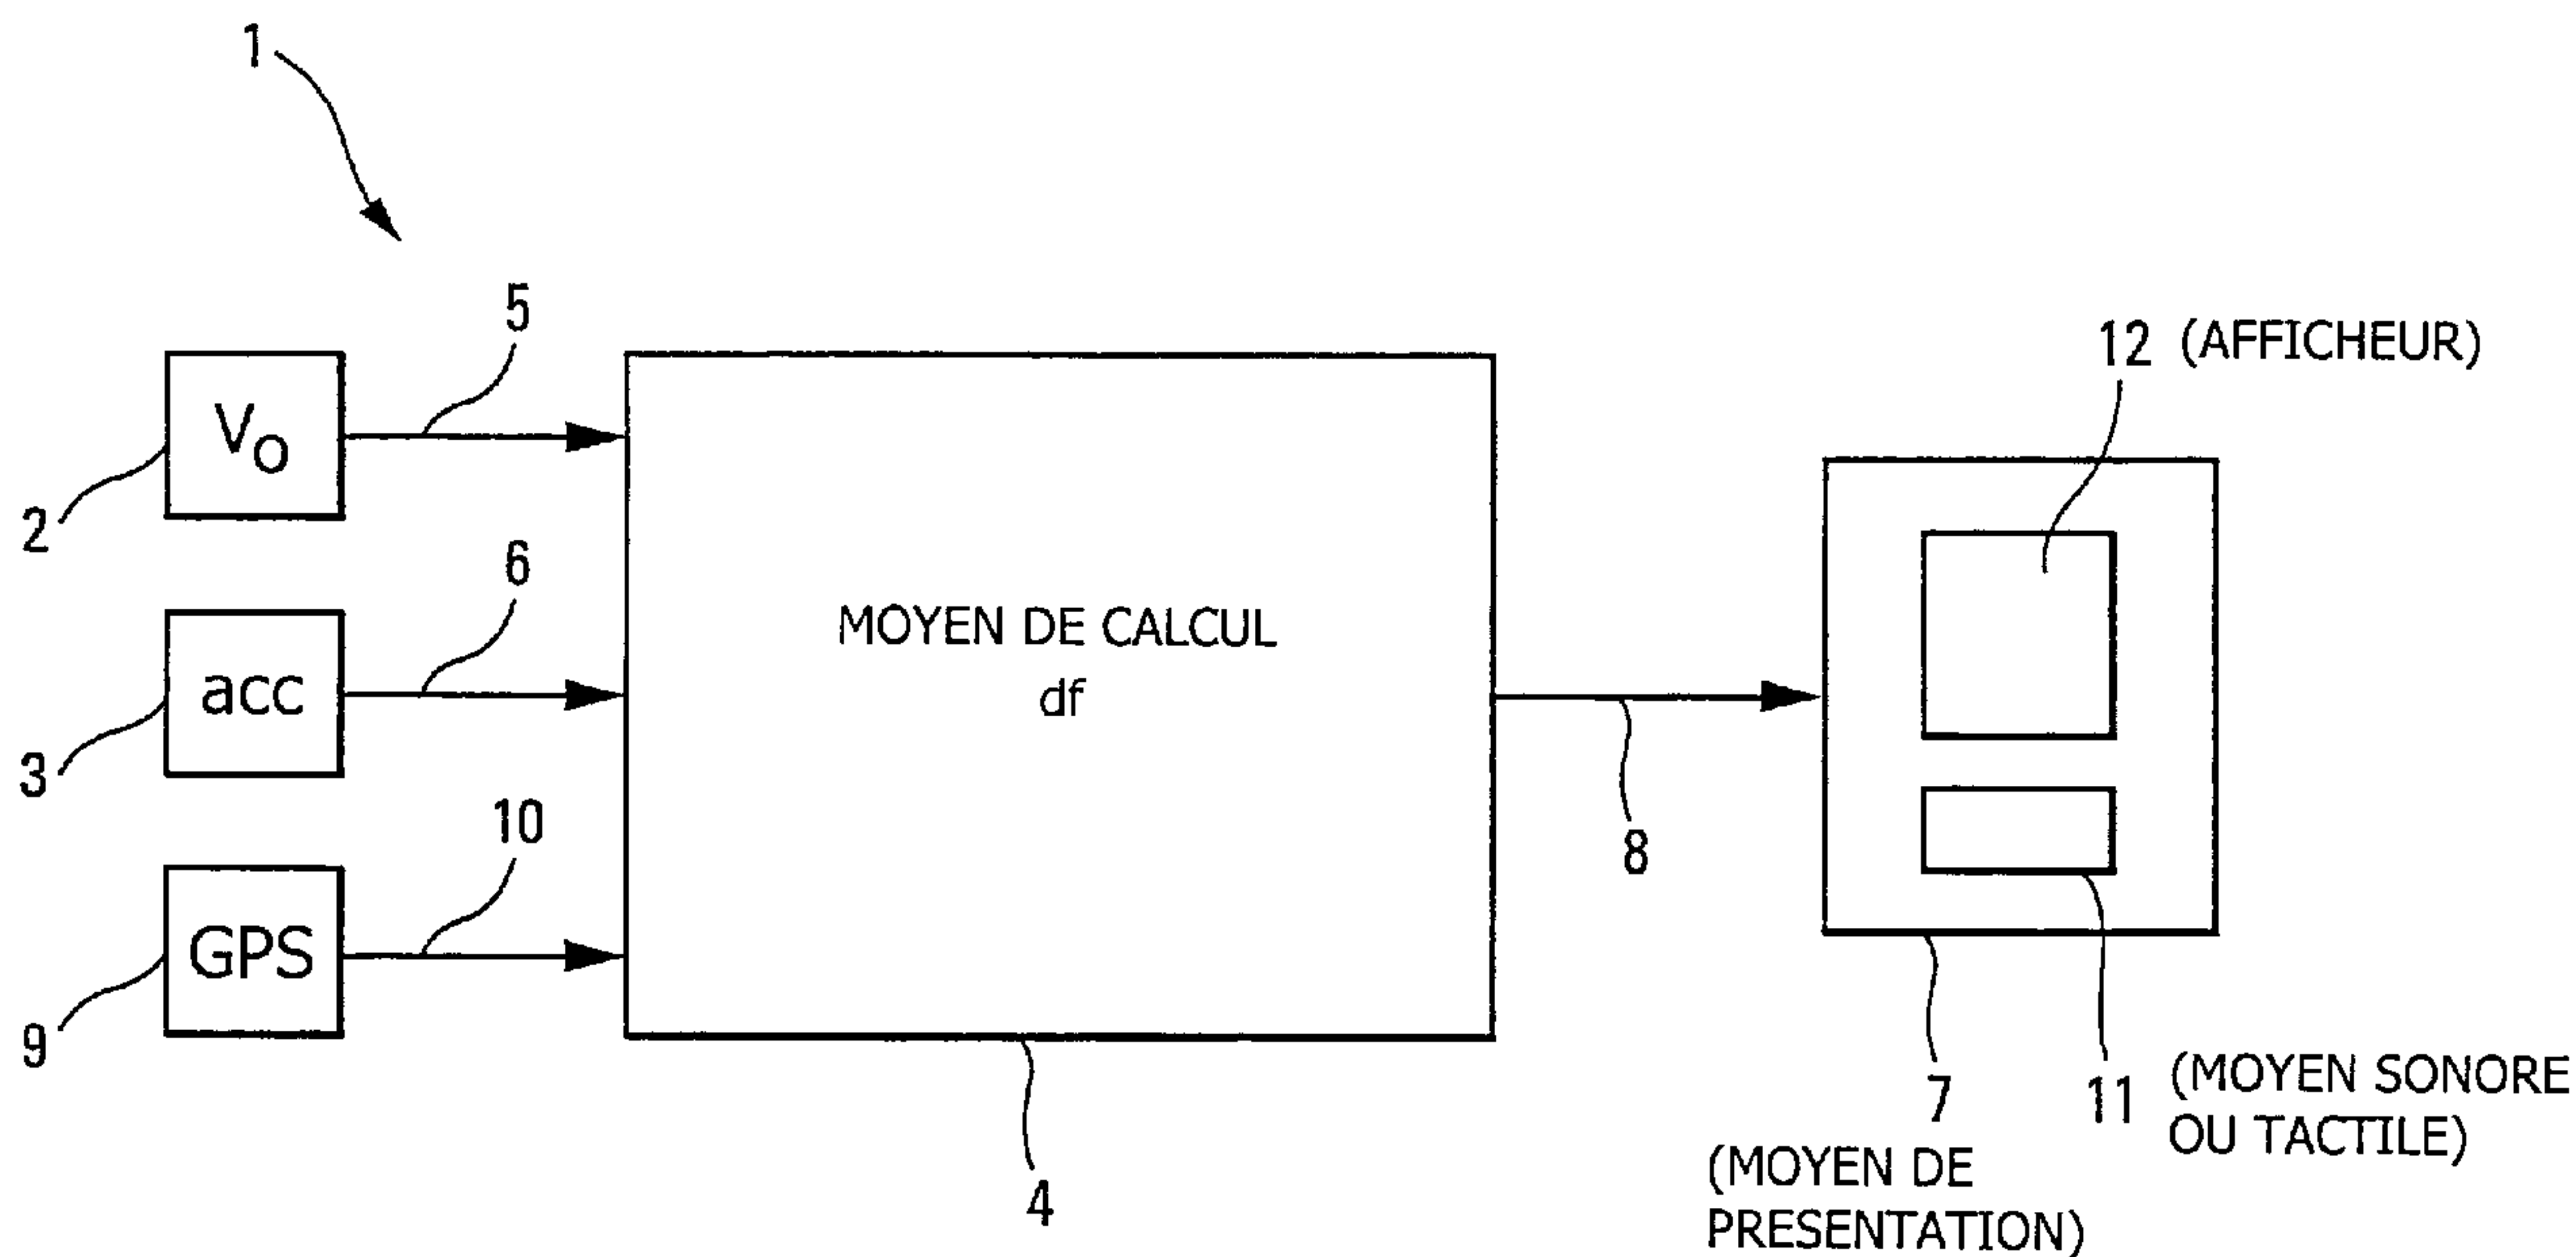 1
5
12 (AFFICHEUR)
V₀
2
6
MOYEN DE CALCUL
df
acc
3
10
8
GPS
9
4
7
(MOYEN DE
PRESENTATION)
11
(MOYEN SONORE
OU TACTILE)